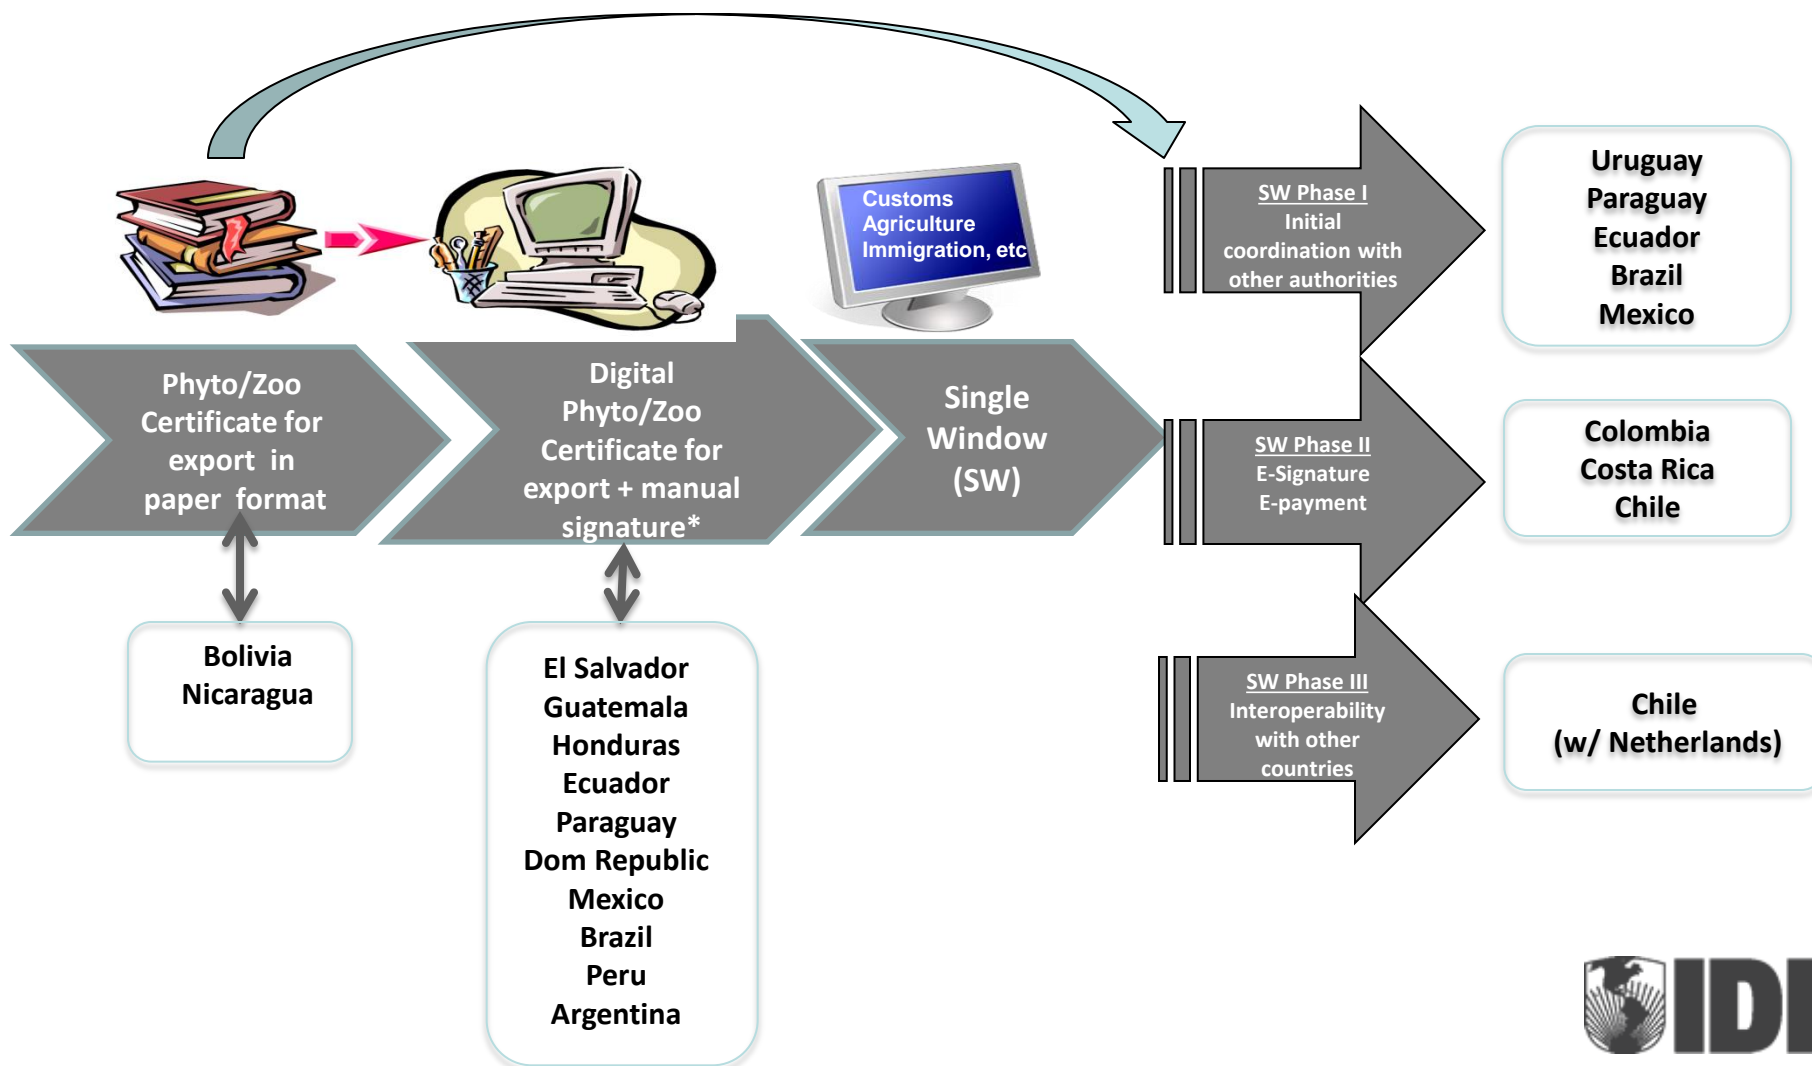 Customs
Agriculture
Immigration, etc
Phyto/Zoo
Certificate for
export in
paper format
Digital
Phyto/Zoo
Certificate for
export + manual
signature*
Single
Window
(SW)
Bolivia
Nicaragua
El Salvador
Guatemala
Honduras
Ecuador
Paraguay
Dom Republic
Mexico
Brazil
Peru
Argentina
SW Phase I
Initial
coordination with
other authorities
Uruguay
Paraguay
Ecuador
Brazil
Mexico
SW Phase II
E-Signature
E-payment
Colombia
Costa Rica
Chile
SW Phase III
Interoperability
with other
countries
Chile
(w/ Netherlands)